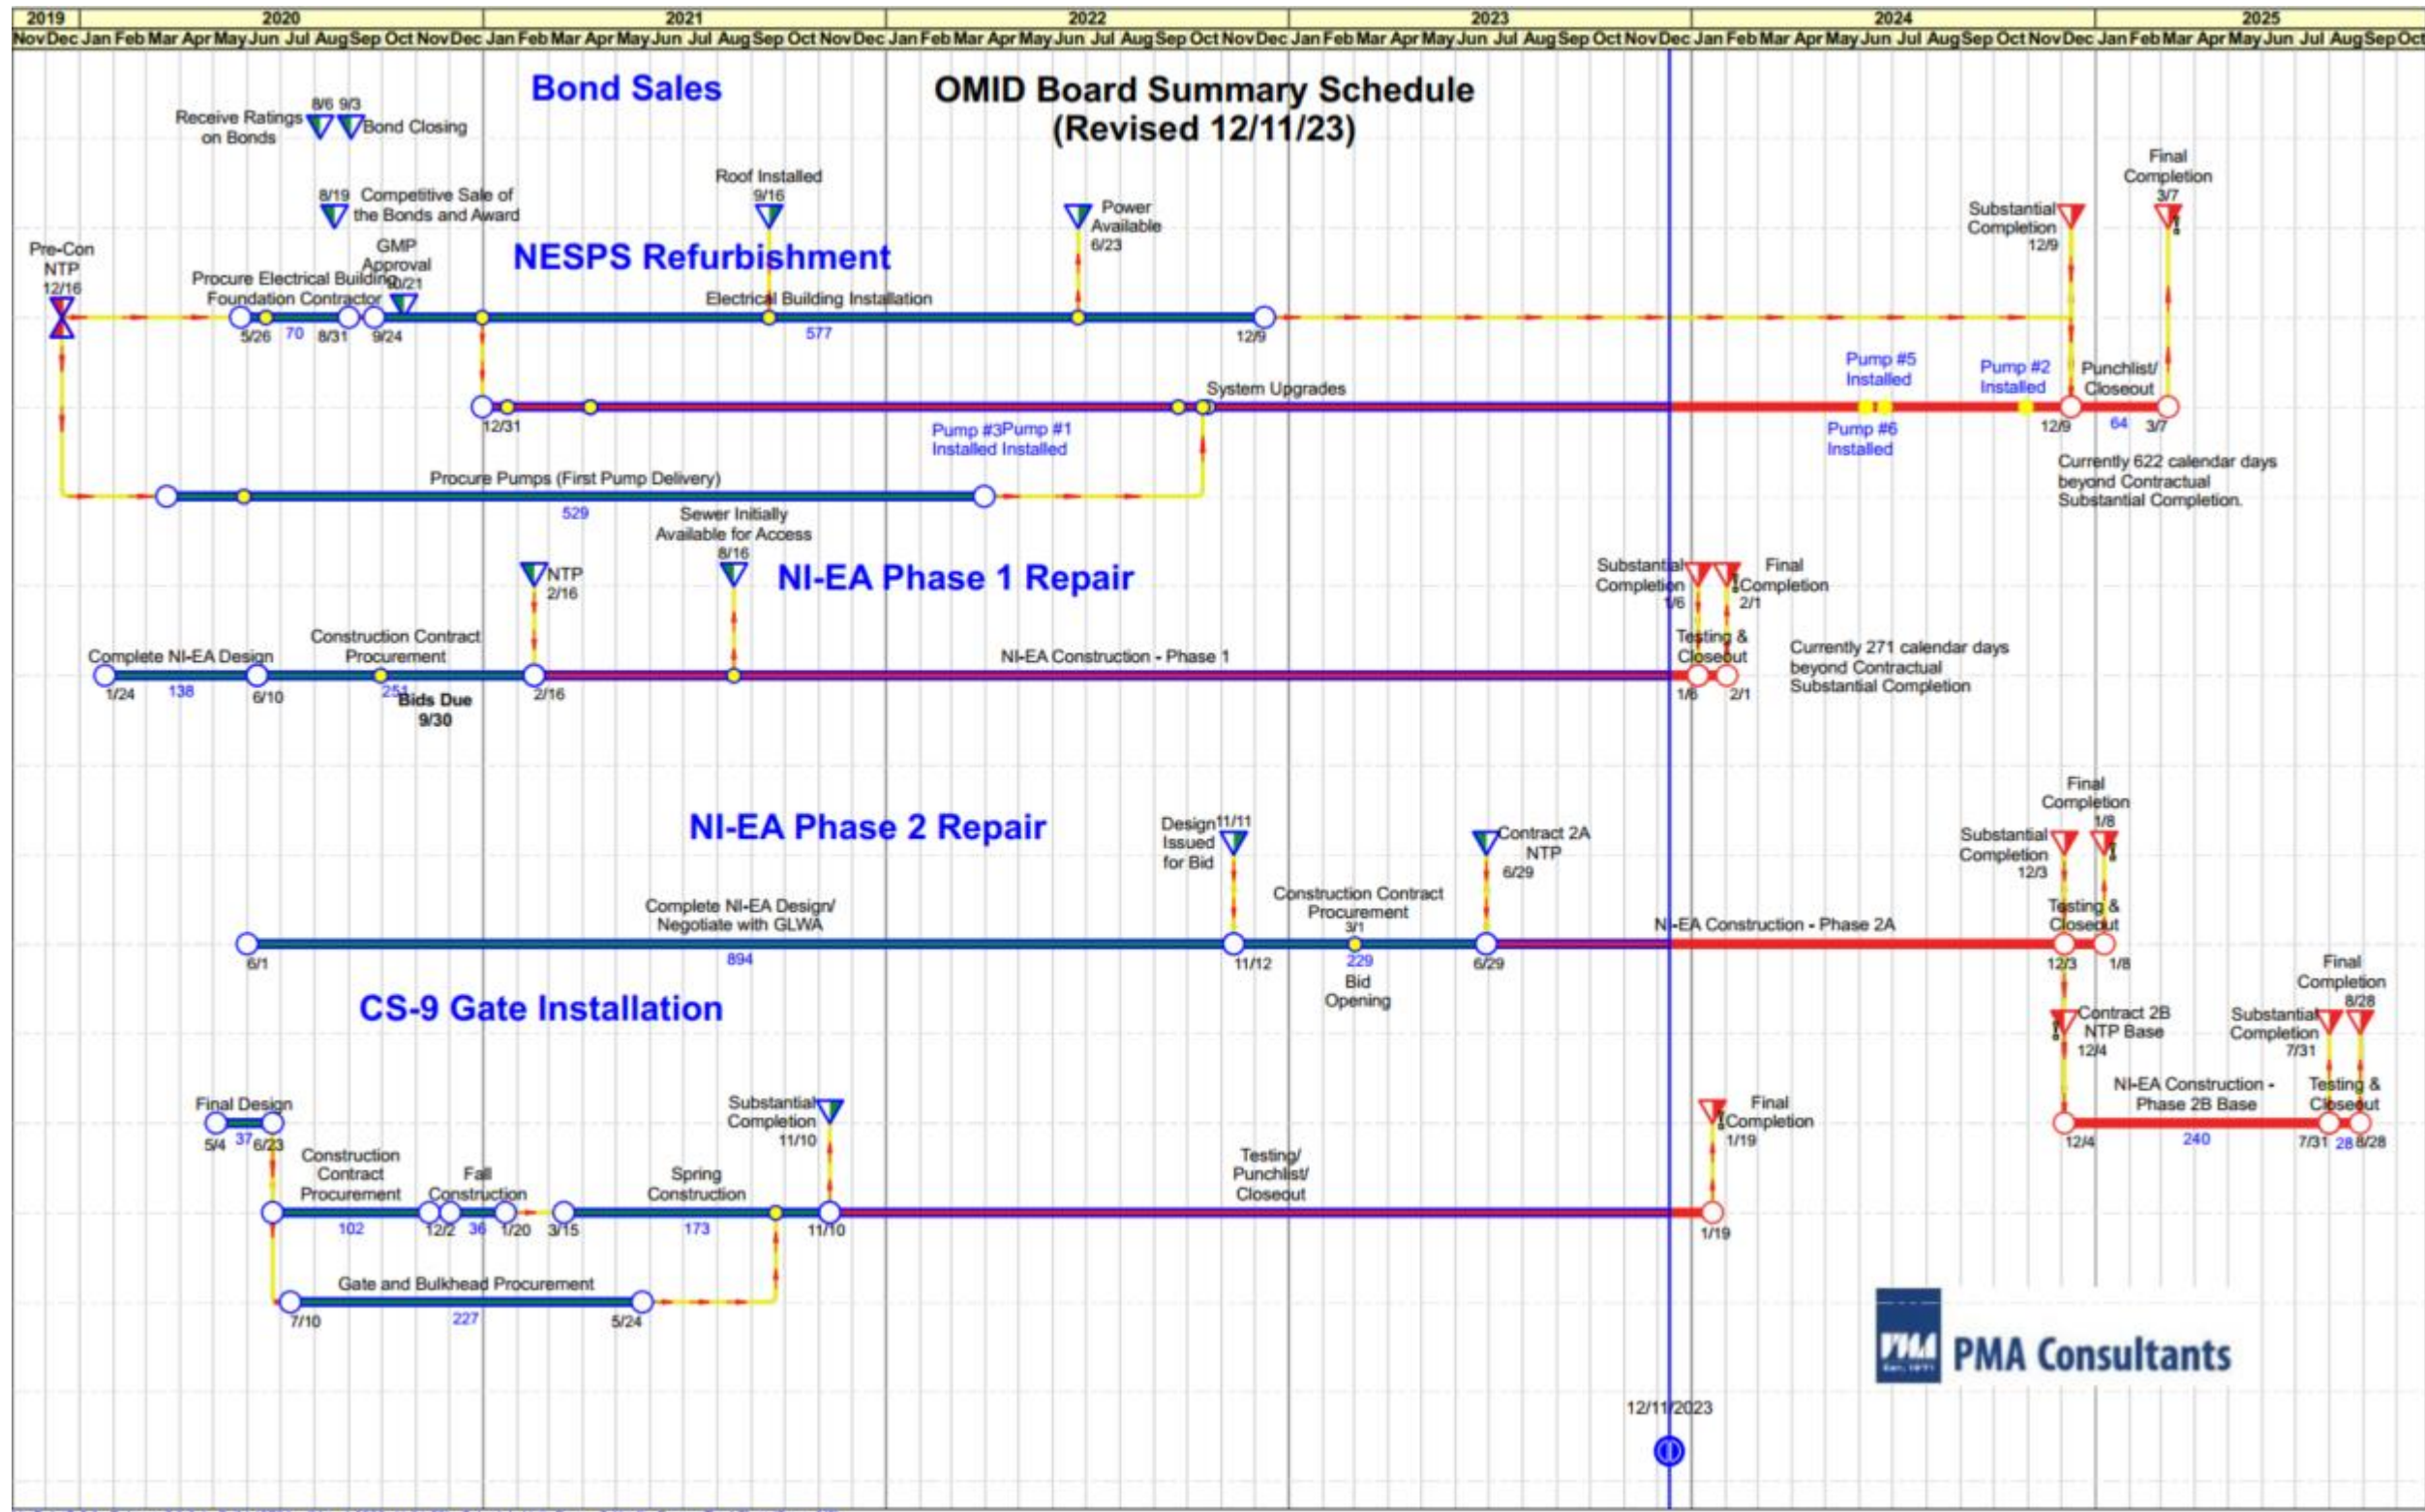 2019 2020 2021 2022 2023 2024 2025
Nov Dec Jan Feb Mar Apr May Jun Jul Aug Sep Oct Nov Dec Jan Feb Mar Apr May Jun Jul Aug Sep Oct Nov Dec Jan Feb Mar Apr May Jun Jul Aug Sep Oct Nov Dec Jan Feb Mar Apr May Jun Jul Aug Sep Oct Nov Dec Jan Feb Mar Apr May Jun Jul Aug Sep Oct Nov Dec Jan Feb Mar Apr May Jun Jul Aug Sep Oct
OMID Board Summary Schedule
(Revised 12/11/23)
Bond Sales
8/6 9/3
Receive Ratings
on Bonds
Bond Closing
8/19
Competitive Sale of
the Bonds and Award
NESPS Refurbishment
Pre-Con
NTP
12/16
GMP
Approval
10/21
Procure Electrical Building
Foundation Contractor
5/26 70 8/31 9/24
Roof Installed
9/16
Electrical Building Installation
577
12/9
Power
Available
6/23
Substantial
Completion
12/9
Final
Completion
3/7
System Upgrades
12/31
Pump #3 Pump #1
Installed Installed
Pump #5
Installed
Pump #6
Installed
Pump #2
Installed
Punchlist/
Closeout
12/9 64 3/7
Currently 622 calendar days
beyond Contractual
Substantial Completion.
Procure Pumps (First Pump Delivery)
529
NI-EA Phase 1 Repair
NTP
2/16
Sewer Initially
Available for Access
8/16
Substantial
Completion
1/6
Final
Completion
2/1
Complete NI-EA Design
1/24 138 6/10
Construction Contract
Procurement
251
Bids Due
9/30
2/16
NI-EA Construction - Phase 1
Testing &
Closeout
1/6 2/1
Currently 271 calendar days
beyond Contractual
Substantial Completion
NI-EA Phase 2 Repair
Design
Issued
for Bid
11/11
Contract 2A
NTP
6/29
Substantial
Completion
12/3
Final
Completion
1/8
Complete NI-EA Design/
Negotiate with GLWA
6/1 894 11/12
Construction Contract
Procurement
3/1
229
Bid
Opening
6/29
NI-EA Construction - Phase 2A
Testing &
Closeout
12/3 1/8
Contract 2B
NTP Base
12/4
Substantial
Completion
7/31
Final
Completion
8/28
NI-EA Construction -
Phase 2B Base
Testing &
Closeout
12/4 240 7/31 28 8/28
CS-9 Gate Installation
Final Design
5/4 37 6/23
Substantial
Completion
11/10
Final
Completion
1/19
Construction
Contract
Procurement
102
Fall
Construction
12/2 36 1/20
Spring
Construction
3/15 173 11/10
Testing/
Punchlist/
Closeout
1/19
Gate and Bulkhead Procurement
7/10 227 5/24
PMA
PMA Consultants
12/11/2023